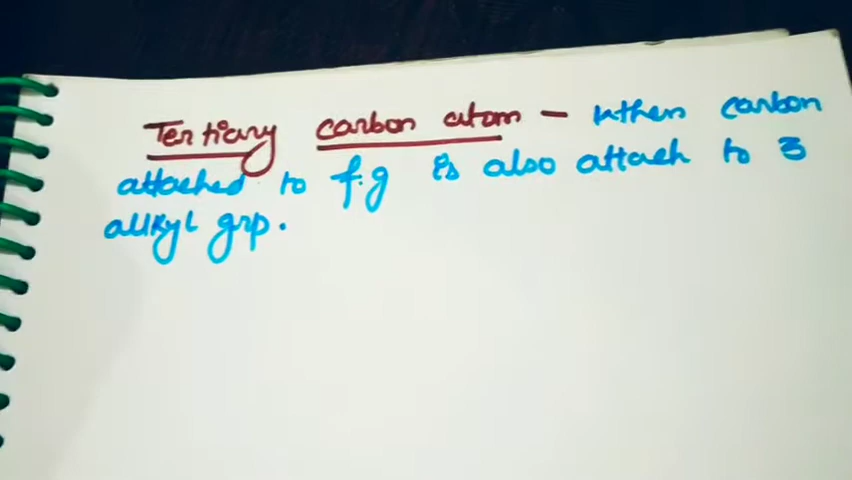 Tertiary carbon atom - when carbon
attached to f.g is also attach to 3
alkyl grp.